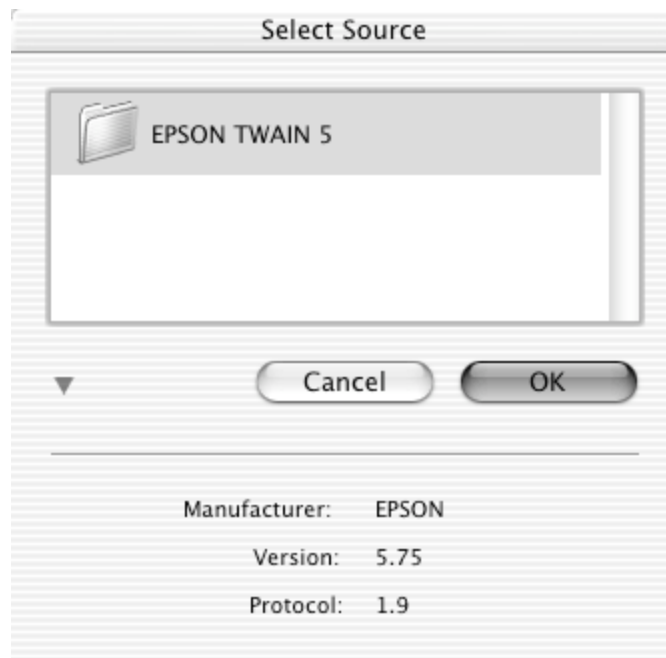 Select Source
EPSON TWAIN 5
Cancel OK
Manufacturer: EPSON
Version: 5.75
Protocol: 1.9